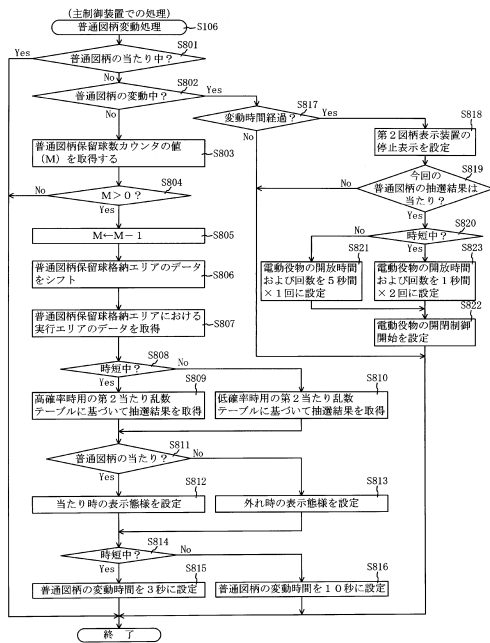 (主制御装置での処理)
普通図柄変動処理
S106
S801
普通図柄の当たり中?
Yes
No
S802
普通図柄の変動中?
Yes
No
S803
普通図柄保留球数カウンタの値
(M)を取得する
S804
M>0?
No
Yes
S805
M←M-1
S806
普通図柄保留球格納エリアのデータ
をシフト
S807
普通図柄保留球格納エリアにおける
実行エリアのデータを取得
S808
時短中?
No
Yes
S809
高確率時用の第2当たり乱数
テーブルに基づいて抽選結果を取得
S810
低確率時用の第2当たり乱数
テーブルに基づいて抽選結果を取得
S811
普通図柄の当たり?
No
Yes
S812
当たり時の表示態様を設定
S813
外れ時の表示態様を設定
S814
時短中?
No
Yes
S815
普通図柄の変動時間を3秒に設定
S816
普通図柄の変動時間を10秒に設定
終 了
S817
変動時間経過?
Yes
No
S818
第2図柄表示装置の
停止表示を設定
S819
今回の
普通図柄の抽選結果は
当たり?
No
Yes
S820
時短中?
No
Yes
S821
電動役物の開放時間
および回数を5秒間
×1回に設定
S823
電動役物の開放時間
および回数を1秒間
×2回に設定
S822
電動役物の開閉制御
開始を設定